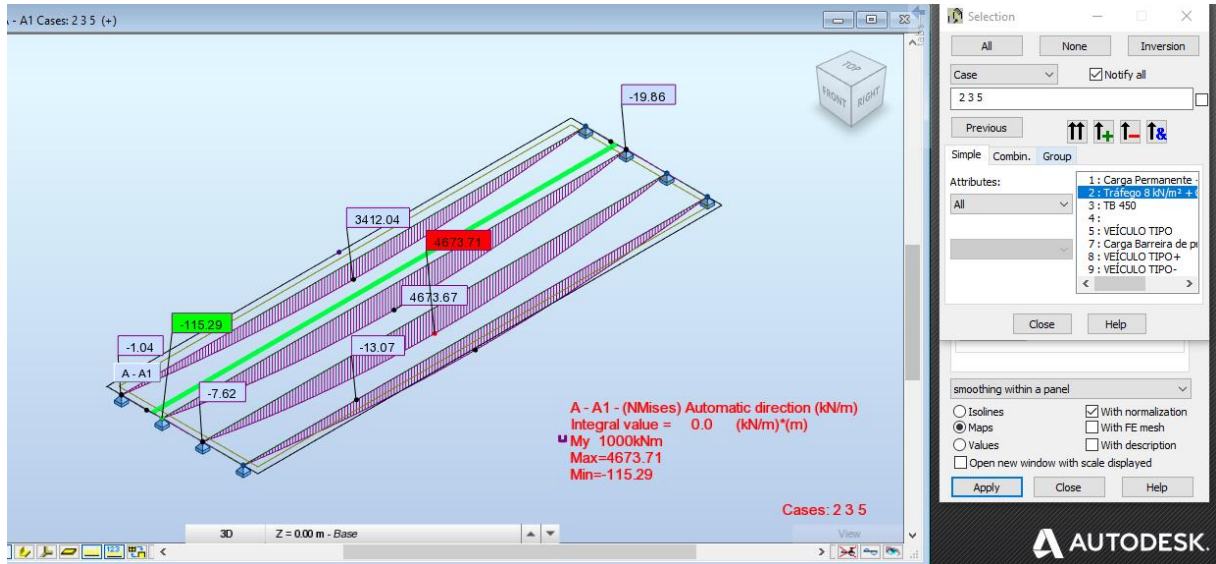 - A1 Cases: 2 3 5 (+)
-19.86
TOP
FRONT
RIGHT
3412.04
4673.71
4673.67
-115.29
-1.04
-13.07
A - A1
-7.62
A - A1 - (NMises) Automatic direction (kN/m)
Integral value = 0.0 (kN/m)*(m)
My 1000kNm
Max=4673.71
Min=-115.29
Cases: 2 3 5
3D Z = 0.00 m - Base
View
123
Selection
All None Inversion
Case Notify all
2 3 5
Previous
&
Simple Combin. Group
Attributes:
All
1 : Carga Permanente -
2 : Tráfego 8 kN/m² +
3 : TB 450
4 :
5 : VEÍCULO TIPO
7 : Carga Barreira de
8 : VEÍCULO TIPO+
9 : VEÍCULO TIPO-
Close Help
smoothing within a panel
Isolines With normalization
Maps With FE mesh
Values With description
Open new window with scale displayed
Apply Close Help
AUTODESK.